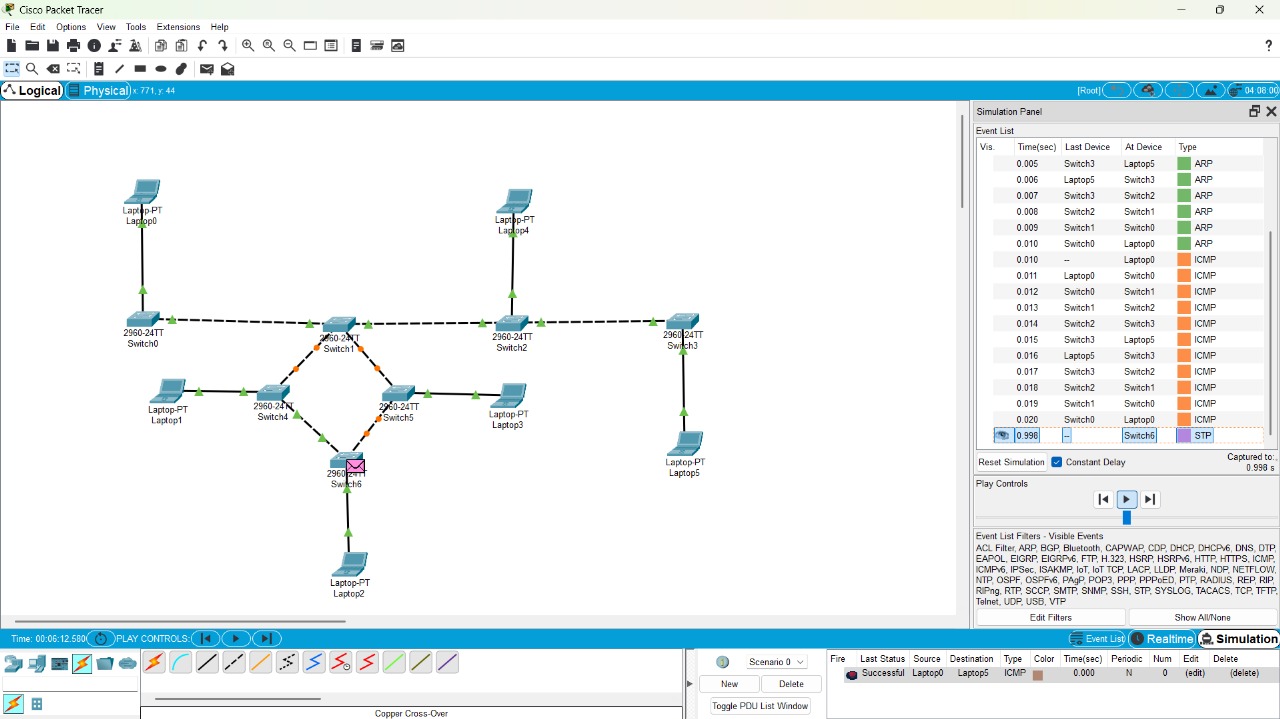 Cisco Packet Tracer
File Edit Options View Tools Extensions Help
?
Logical Physical x: 771, y: 44 [Root] 04:08:00
Laptop-PT
Laptop0
Laptop-PT
Laptop4
2960-24TT
Switch0
2960-24TT
Switch1
2960-24TT
Switch2
2960-24TT
Switch3
Laptop-PT
Laptop1
2960-24TT
Switch4
2960-24TT
Switch5
Laptop-PT
Laptop3
Laptop-PT
Laptop5
2960-24TT
Switch6
Laptop-PT
Laptop2
Simulation Panel
Event List
Vis. Time(sec) Last Device At Device Type
0.005 Switch3 Laptop5 ARP
0.006 Laptop5 Switch3 ARP
0.007 Switch3 Switch2 ARP
0.008 Switch2 Switch1 ARP
0.009 Switch1 Switch0 ARP
0.010 Switch0 Laptop0 ARP
0.010 -- Laptop0 ICMP
0.011 Laptop0 Switch0 ICMP
0.012 Switch0 Switch1 ICMP
0.013 Switch1 Switch2 ICMP
0.014 Switch2 Switch3 ICMP
0.015 Switch3 Laptop5 ICMP
0.016 Laptop5 Switch3 ICMP
0.017 Switch3 Switch2 ICMP
0.018 Switch2 Switch1 ICMP
0.019 Switch1 Switch0 ICMP
0.020 Switch0 Laptop0 ICMP
0.998 -- Switch6 STP
Reset Simulation Constant Delay Captured to:
0.998 s
Play Controls
Event List Filters - Visible Events
ACL Filter, ARP, BGP, Bluetooth, CAPWAP, CDP, DHCP, DHCPv6, DNS, DTP,
EAPOL, EIGRP, EIGRPv6, FTP, H.323, HSRP, HSRPv6, HTTP, HTTPS, ICMP,
ICMPv6, IPSec, ISAKMP, IoT, IoT TCP, LACP, LLDP, Meraki, NDP, NETFLOW,
NTP, OSPF, OSPFv6, PAgP, POP3, PPP, PPPoED, PTP, RADIUS, REP, RIP,
RIPng, RTP, SCCP, SMTP, SNMP, SSH, STP, SYSLOG, TACACS, TCP, TFTP,
Telnet, UDP, USB, VTP
Edit Filters Show All/None
Time: 00:06:12.580 PLAY CONTROLS: Event List Realtime Simulation
Copper Cross-Over
Scenario 0
New Delete
Toggle PDU List Window
Fire Last Status Source Destination Type Color Time(sec) Periodic Num Edit Delete
Successful Laptop0 Laptop5 ICMP 0.000 N 0 (edit) (delete)